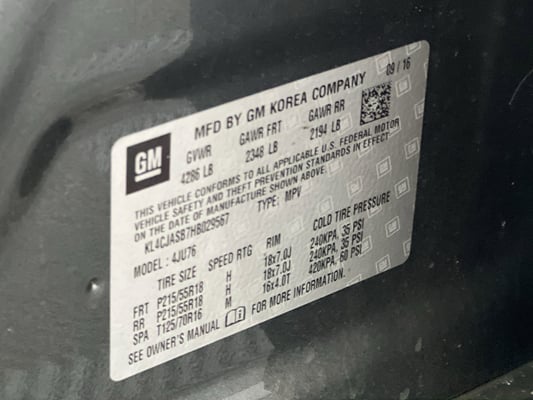 GM
MFD BY GM KOREA COMPANY 09 / 16
GVWR GAWR FRT GAWR RR
4286 LB 2348 LB 2194 LB
THIS VEHICLE CONFORMS TO ALL APPLICABLE U.S. FEDERAL MOTOR
VEHICLE SAFETY AND THEFT PREVENTION STANDARDS IN EFFECT
ON THE DATE OF MANUFACTURE SHOWN ABOVE.
KL4CJASB7HB029567 TYPE: MPV
MODEL: 4JU76
TIRE SIZE SPEED RTG RIM COLD TIRE PRESSURE
FRT P215/55R18 H 18x7.0J 240KPA, 35 PSI
RR P215/55R18 H 18x7.0J 240KPA, 35 PSI
SPA T125/70R16 M 16x4.0T 420KPA, 60 PSI
SEE OWNER'S MANUAL FOR MORE INFORMATION.